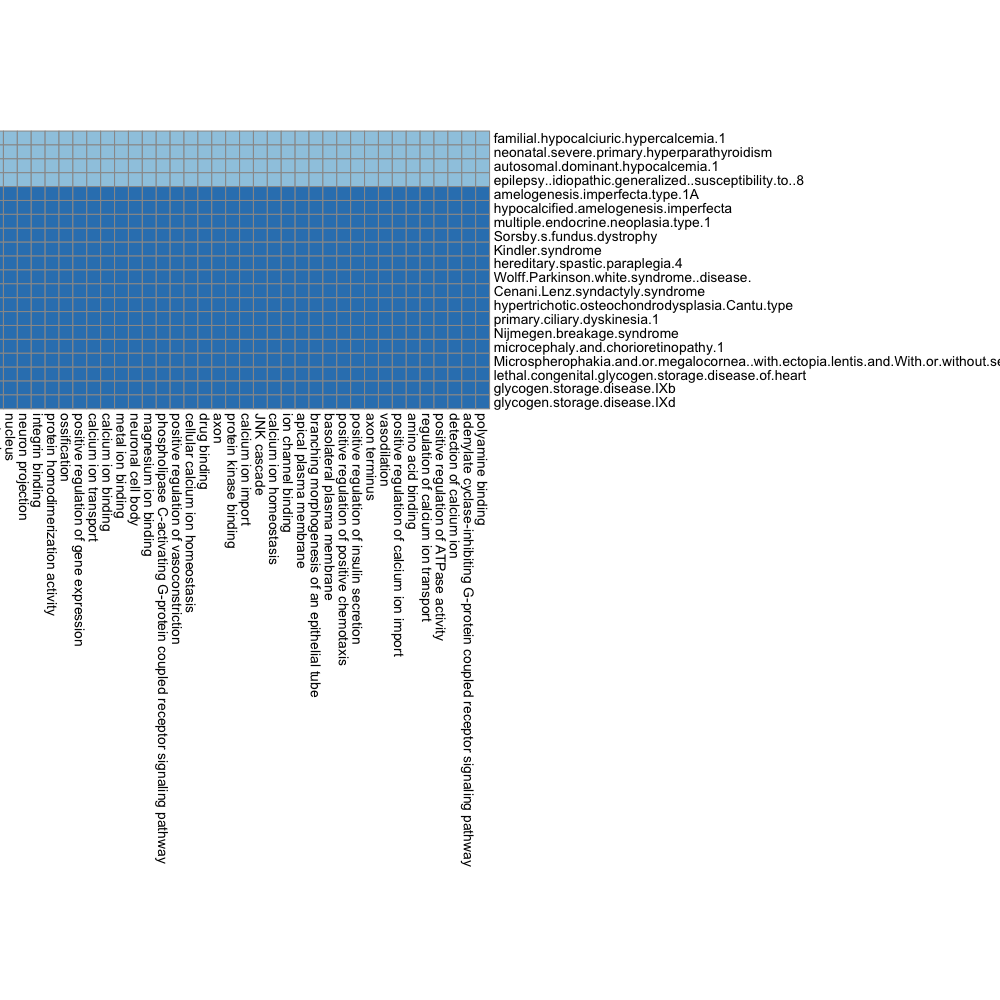 familial.hypocalciuric.hypercalcemia.1
neonatal.severe.primary.hyperparathyroidism
autosomal.dominant.hypocalcemia.1
epilepsy..idiopathic.generalized..susceptibility.to..8
amelogenesis.imperfecta.type.1A
hypocalcified.amelogenesis.imperfecta
multiple.endocrine.neoplasia.type.1
Sorsby.s.fundus.dystrophy
Kindler.syndrome
hereditary.spastic.paraplegia.4
Wolff.Parkinson.white.syndrome..disease.
Cenani.Lenz.syndactyly.syndrome
hypertrichotic.osteochondrodysplasia.Cantu.type
primary.ciliary.dyskinesia.1
Nijmegen.breakage.syndrome
microcephaly.and.chorioretinopathy.1
Microspherophakia.and.or.megalocornea..with.ectopia.lentis.and.With.or.without.se
lethal.congenital.glycogen.storage.disease.of.heart
glycogen.storage.disease.IXb
glycogen.storage.disease.IXd
nucleus
neuron projection
integrin binding
protein homodimerization activity
ossification
positive regulation of gene expression
calcium ion transport
calcium ion binding
metal ion binding
neuronal cell body
magnesium ion binding
phospholipase C-activating G-protein coupled receptor signaling pathway
positive regulation of vasoconstriction
cellular calcium ion homeostasis
drug binding
axon
protein kinase binding
calcium ion import
JNK cascade
calcium ion homeostasis
ion channel binding
apical plasma membrane
branching morphogenesis of an epithelial tube
basolateral plasma membrane
positive regulation of positive chemotaxis
positive regulation of insulin secretion
axon terminus
vasodilation
positive regulation of calcium ion import
amino acid binding
regulation of calcium ion transport
positive regulation of ATPase activity
detection of calcium ion
adenylate cyclase-inhibiting G-protein coupled receptor signaling pathway
polyamine binding